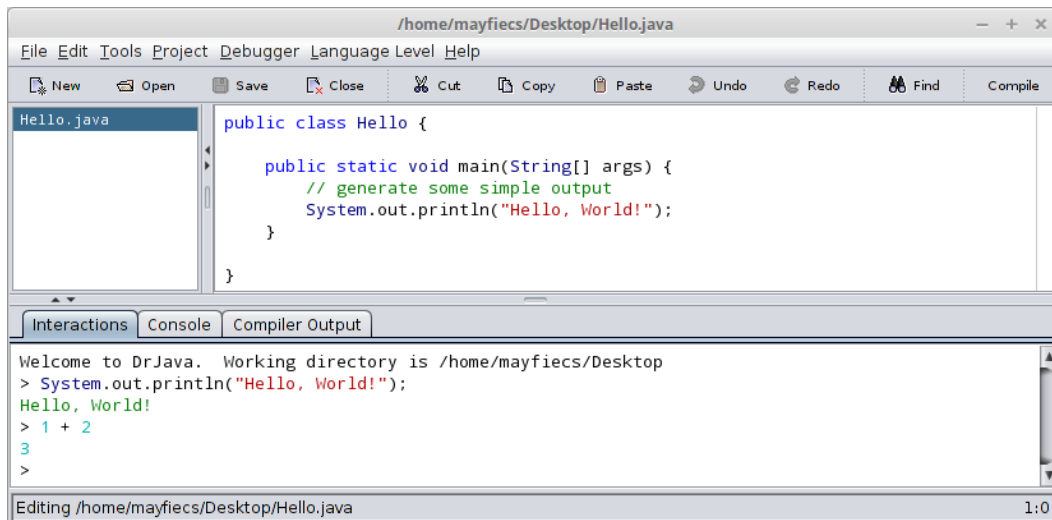 /home/mayfiecs/Desktop/Hello.java
File Edit Tools Project Debugger Language Level Help
New Open Save Close Cut Copy Paste Undo Redo Find Compile
Hello.java
public class Hello {
public static void main(String[] args) {
// generate some simple output
System.out.println("Hello, World!");
}
}
Interactions Console Compiler Output
Welcome to DrJava. Working directory is /home/mayfiecs/Desktop
> System.out.println("Hello, World!");
Hello, World!
> 1 + 2
3
>
Editing /home/mayfiecs/Desktop/Hello.java 1:0